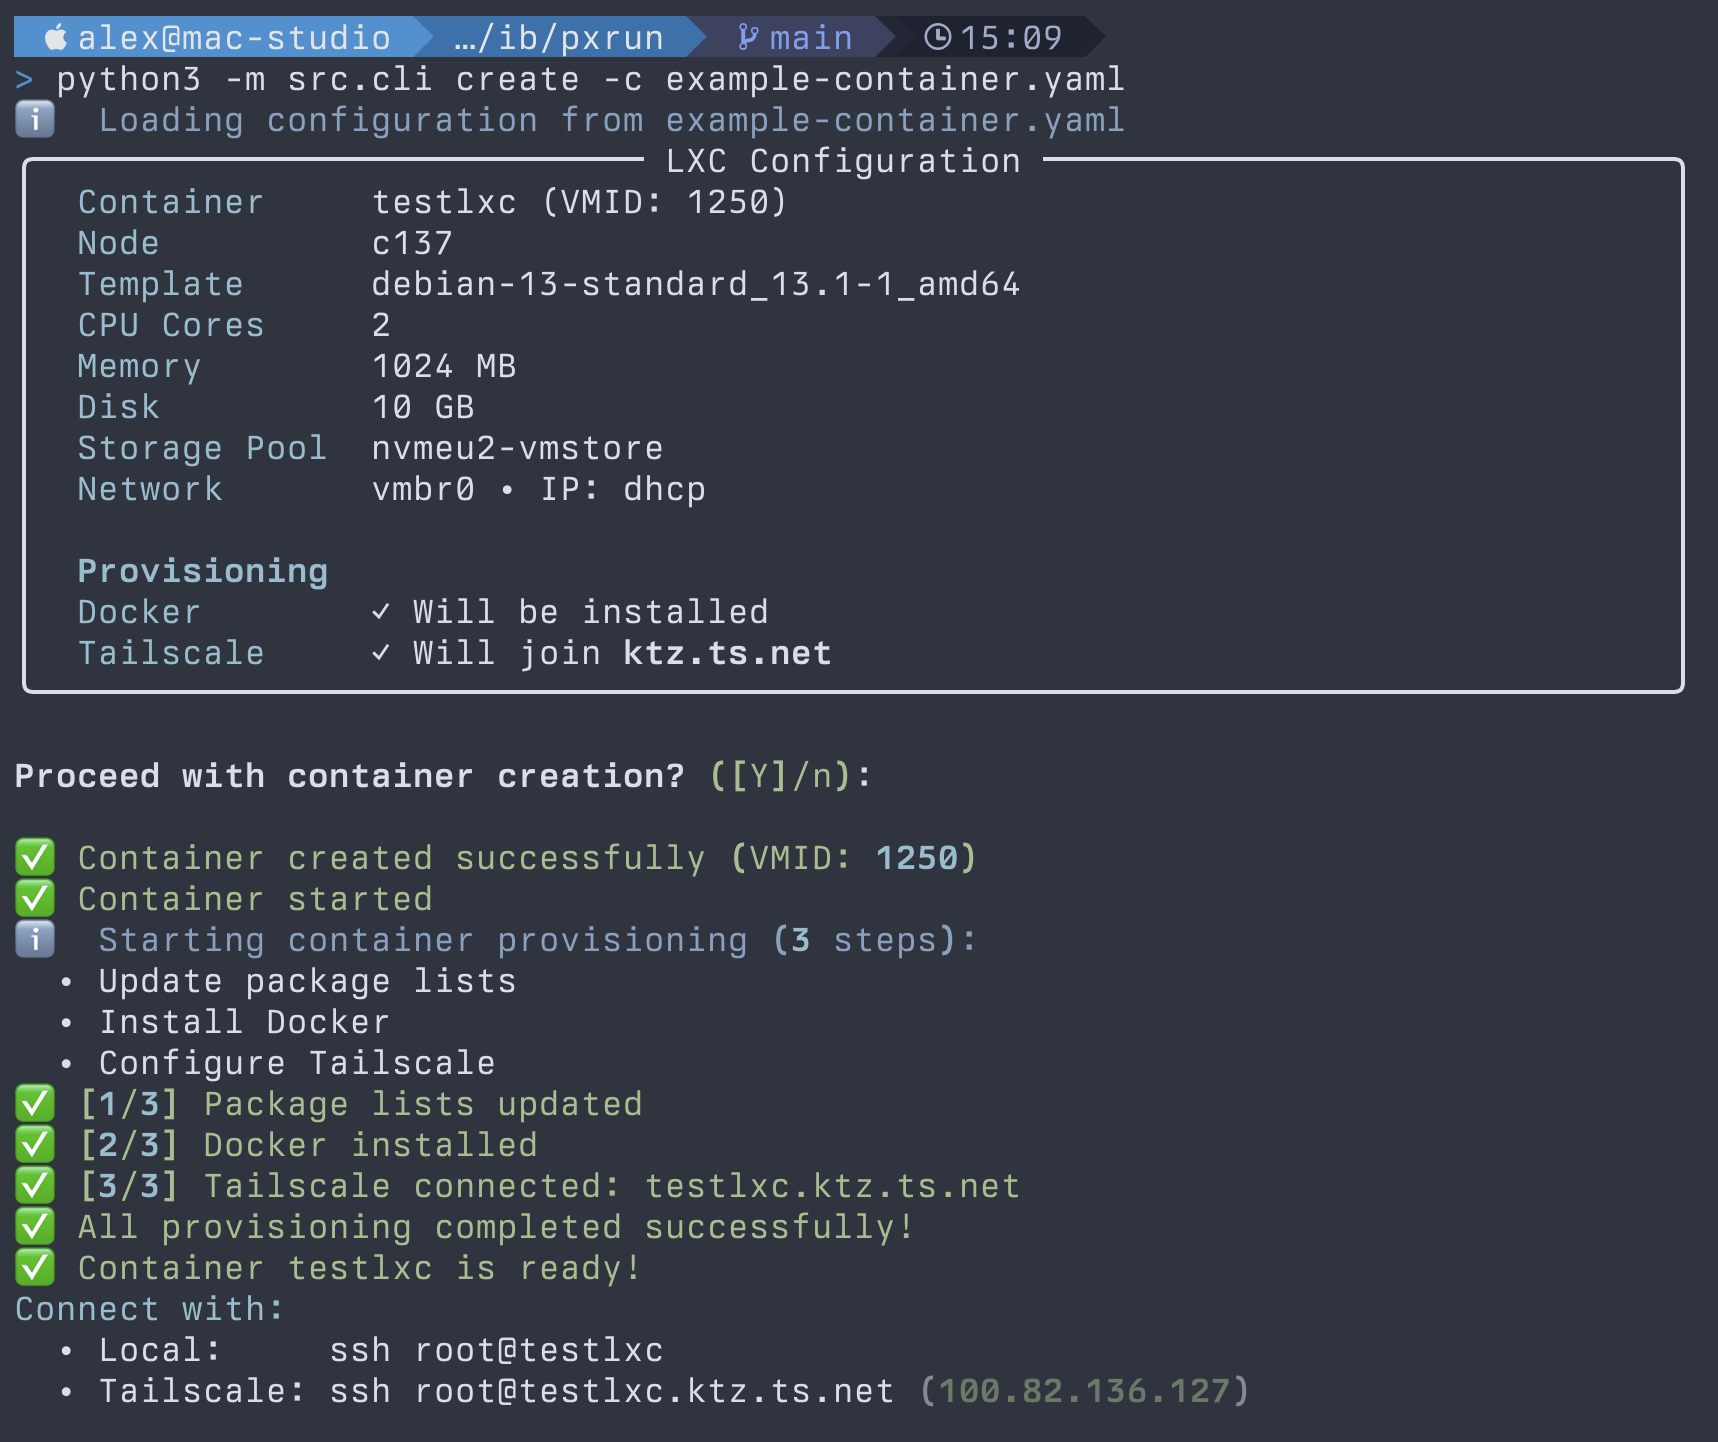 alex@mac-studio …/ib/pxrun main 15:09
> python3 -m src.cli create -c example-container.yaml
i Loading configuration from example-container.yaml
LXC Configuration
Container testlxc (VMID: 1250)
Node c137
Template debian-13-standard_13.1-1_amd64
CPU Cores 2
Memory 1024 MB
Disk 10 GB
Storage Pool nvmeu2-vmstore
Network vmbr0 • IP: dhcp
Provisioning
Docker ✓ Will be installed
Tailscale ✓ Will join ktz.ts.net
Proceed with container creation? ([Y]/n):
✅ Container created successfully (VMID: 1250)
✅ Container started
i Starting container provisioning (3 steps):
• Update package lists
• Install Docker
• Configure Tailscale
✅ [1/3] Package lists updated
✅ [2/3] Docker installed
✅ [3/3] Tailscale connected: testlxc.ktz.ts.net
✅ All provisioning completed successfully!
✅ Container testlxc is ready!
Connect with:
• Local: ssh root@testlxc
• Tailscale: ssh root@testlxc.ktz.ts.net (100.82.136.127)